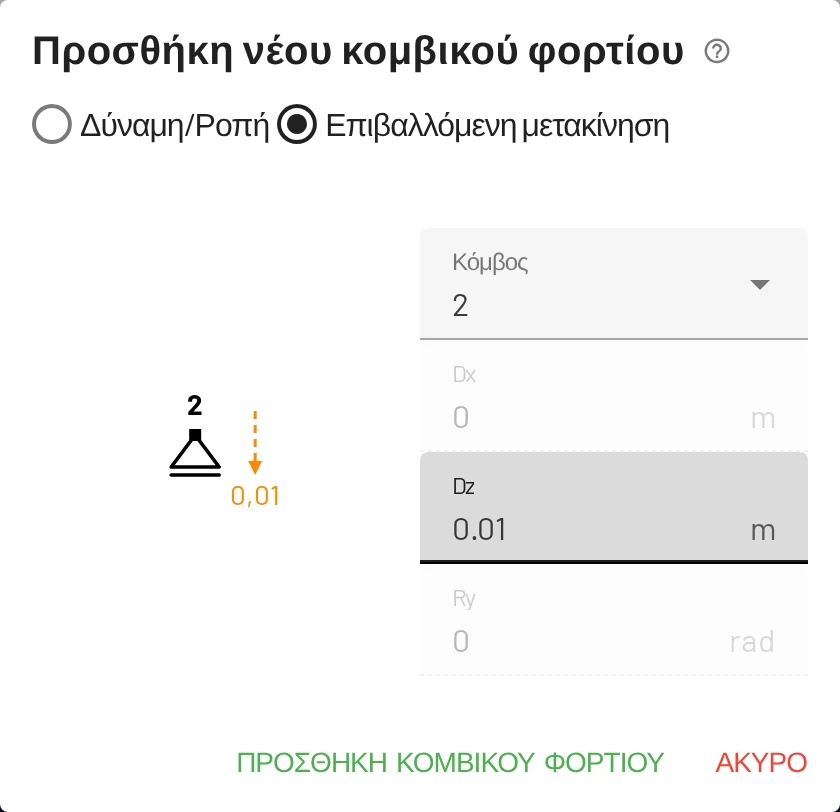 Προσθήκη νέου κομβικού φορτίου ?
Δύναμη/Ροπή Επιβαλλόμενη μετακίνηση
Κόμβος
2
Dx
0 m
2
0,01
Dz
0.01 m
Ry
0 rad
ΠΡΟΣΘΗΚΗ ΚΟΜΒΙΚΟΥ ΦΟΡΤΙΟΥ ΑΚΥΡΟ